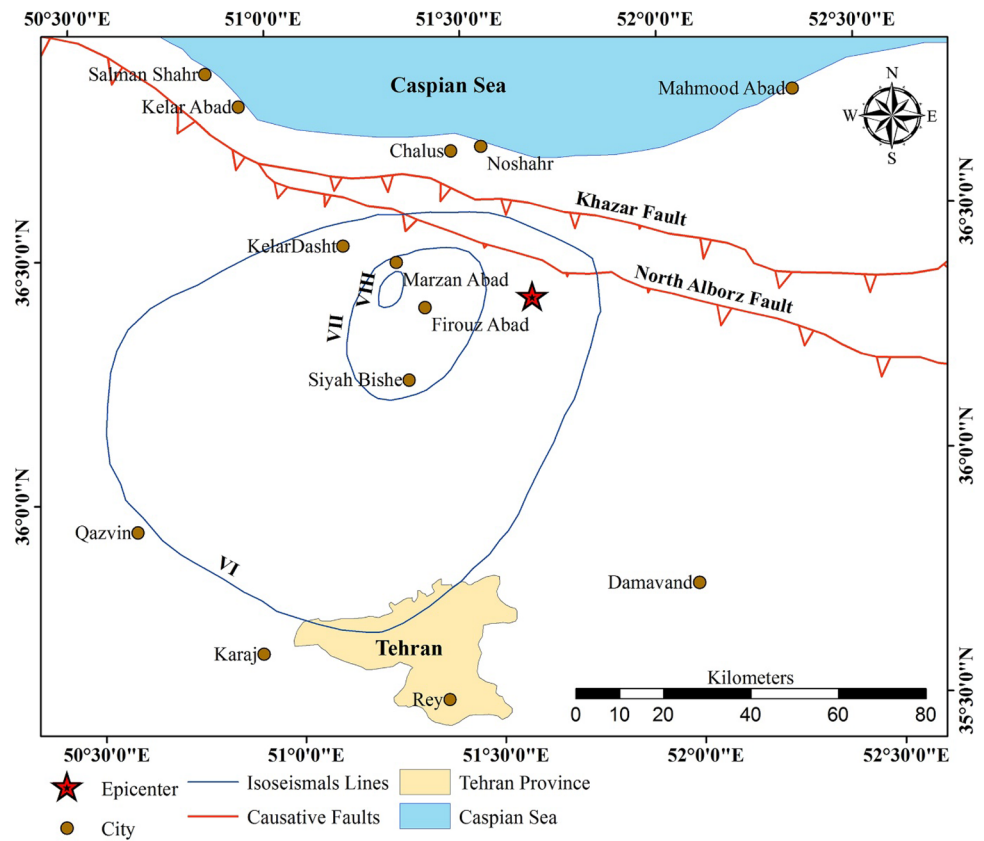 50°30'0"E 51°0'0"E 51°30'0"E 52°0'0"E 52°30'0"E
Salman Shahr
Caspian Sea
Mahmood Abad
N
W E
S
Kelar Abad
Chalus
Noshahr
Khazar Fault
36°30'0"N
KelarDasht
36°30'0"N
Marzan Abad
VIII
North Alborz Fault
VII
Firouz Abad
Siyah Bishe
36°0'0"N
36°0'0"N
Qazvin
VI
Damavand
Karaj
Tehran
Kilometers
Rey
35°30'0"N
0 10 20 40 60 80
50°30'0"E 51°0'0"E 51°30'0"E 52°0'0"E 52°30'0"E
Epicenter
Isoseismals Lines
Tehran Province
City
Causative Faults
Caspian Sea